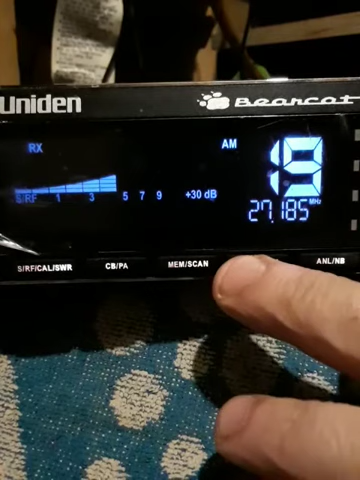 Uniden Bearcat
RX AM 19
S/RF 1 3 5 7 9 +30 dB 27.185 MHz
S/RF/CAL/SWR CB/PA MEM/SCAN ANL/NB